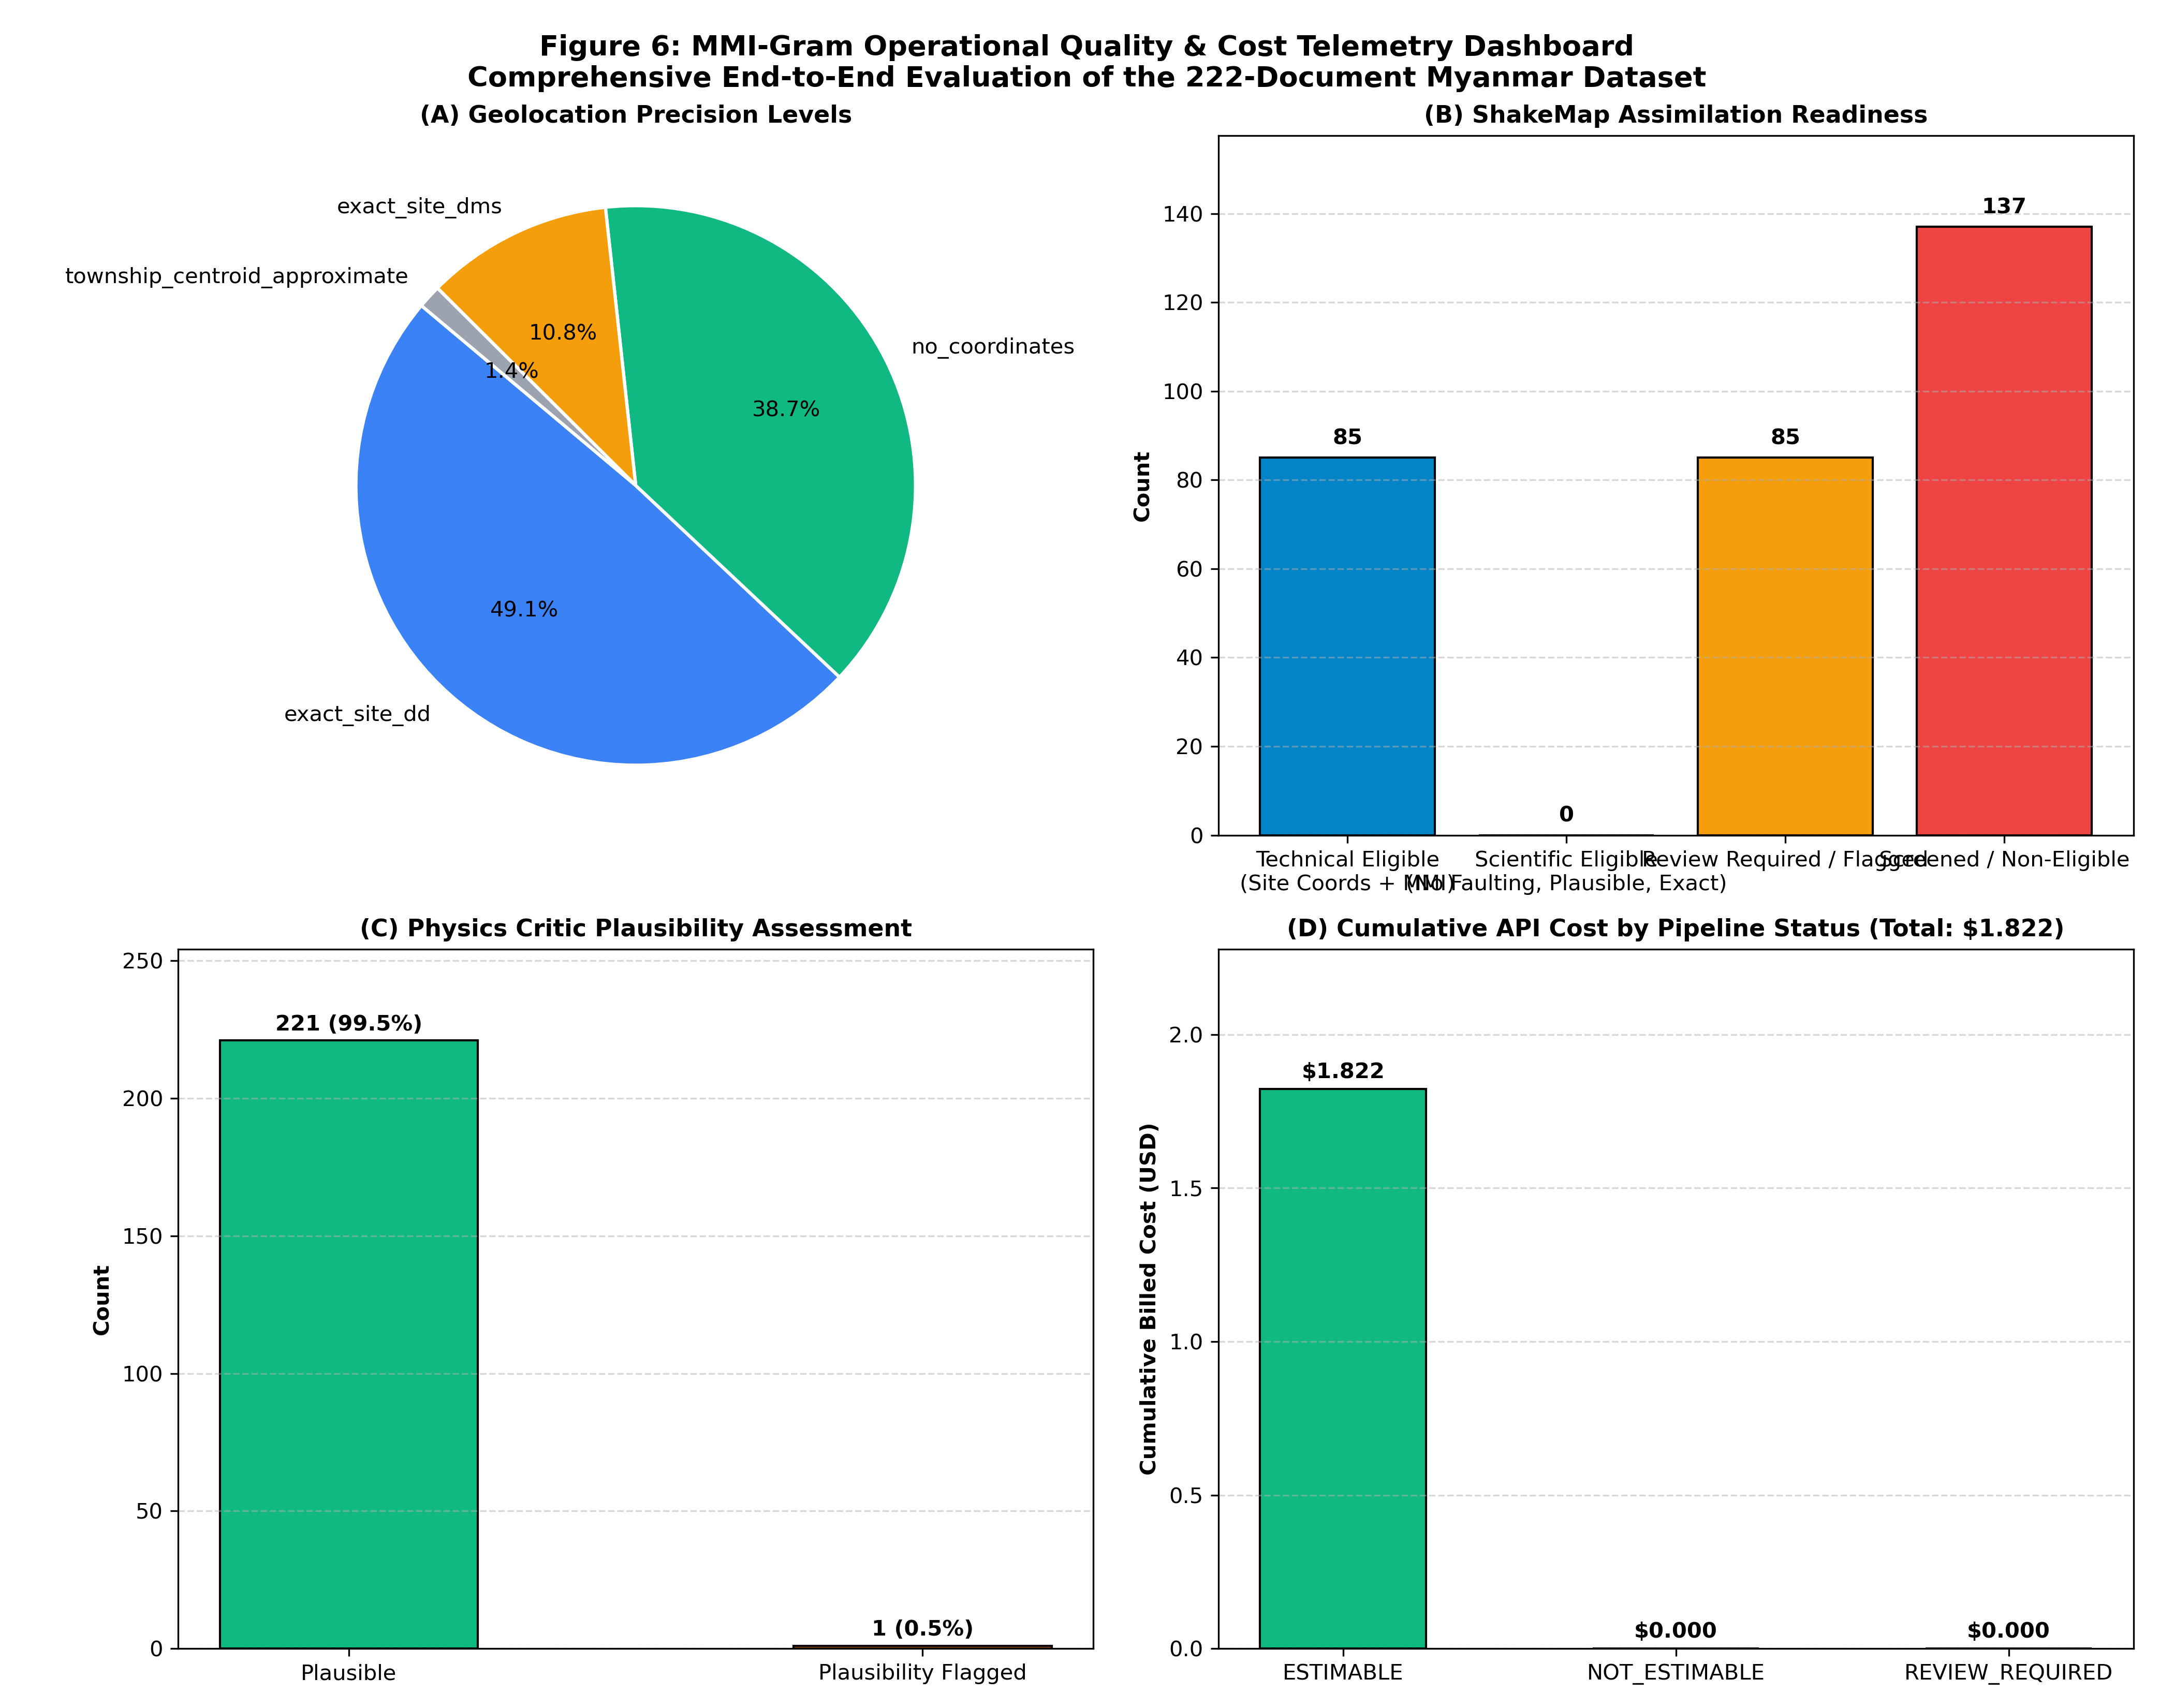 Figure 6: MMI-Gram Operational Quality & Cost Telemetry Dashboard
Comprehensive End-to-End Evaluation of the 222-Document Myanmar Dataset
(A) Geolocation Precision Levels
exact_site_dms
township_centroid_approximate
10.8%
1.4%
no_coordinates
38.7%
49.1%
exact_site_dd
(B) ShakeMap Assimilation Readiness
Count
140
120
100
80
60
40
20
0
85
0
85
137
Technical Eligible
(Site Coords + MMI)
Scientific Eligible
(No Faulting, Plausible, Exact)
Review Required / Flagged
Screened / Non-Eligible
(C) Physics Critic Plausibility Assessment
Count
250
200
150
100
50
0
221 (99.5%)
1 (0.5%)
Plausible
Plausibility Flagged
(D) Cumulative API Cost by Pipeline Status (Total: $1.822)
Cumulative Billed Cost (USD)
2.0
1.5
1.0
0.5
0.0
$1.822
$0.000
$0.000
ESTIMABLE
NOT_ESTIMABLE
REVIEW_REQUIRED